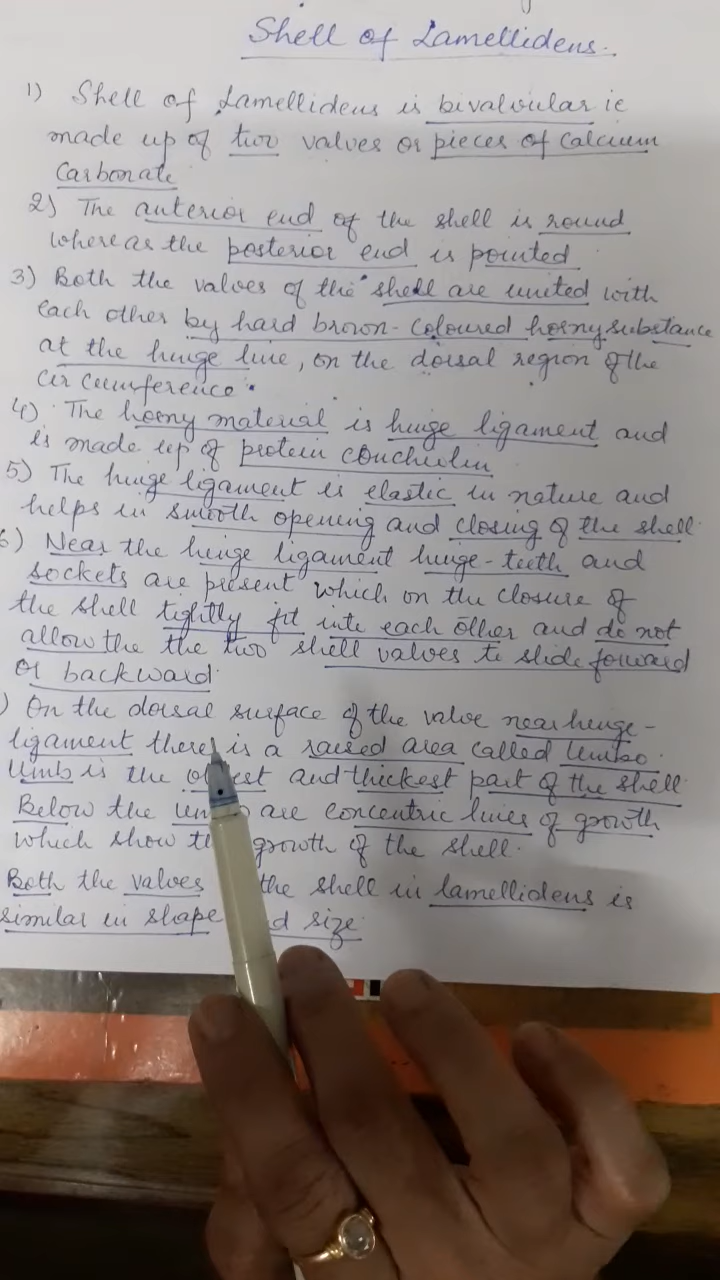 Shell of Lamellidens.
1) Shell of Lamellidens is bivalvular ie
made up of two valves or pieces of Calcium
Carbonate
2) The anterior end of the shell is round
whereas the posterior end is pointed
3) Both the valves of the shell are united with
each other by hard brown-coloured horny substance
at the hinge line, on the dorsal region of the
circumference.
4) The horny material is hinge ligament and
is made up of protein conchiolin
5) The hinge ligament is elastic in nature and
helps in smooth opening and closing of the shell.
6) Near the hinge ligament hinge-teeth and
sockets are present which on the closure of
the shell tightly fit into each other and do not
allow the the two shell valves to slide forward
or backward.
) On the dorsal surface of the valve near hinge-
ligament there is a raised area called Umbo.
Umb is the and thickest part of the shell
Below the are concentric lines of growth
which show growth of the shell.
Both the valves the shell in lamellidens is
similar in shape size